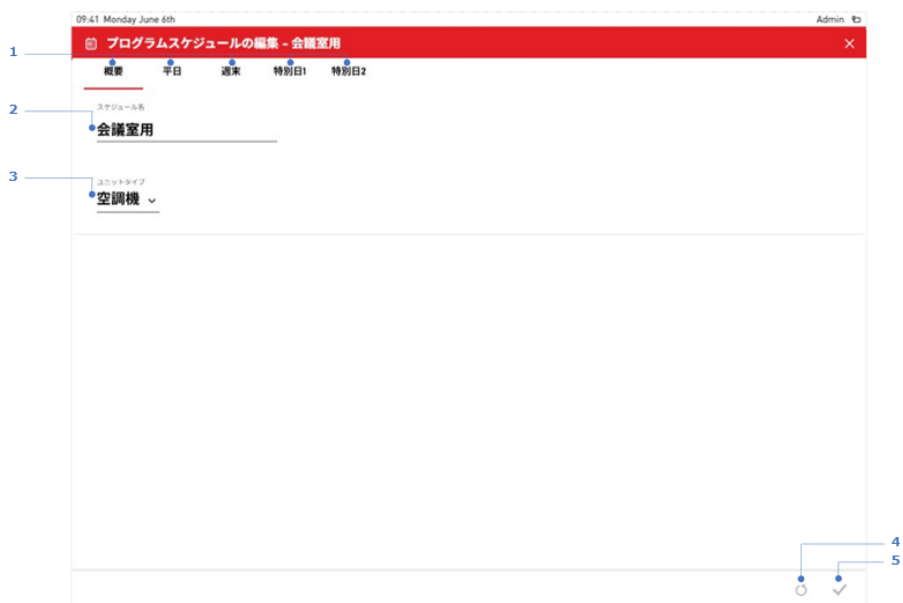 09:41 Monday June 6th Admin
プログラムスケジュールの編集 - 会議室用
1
概要 平日 週末 特別日1 特別日2
スケジュール名
2
会議室用
ユニットタイプ
3
空調機
4
5